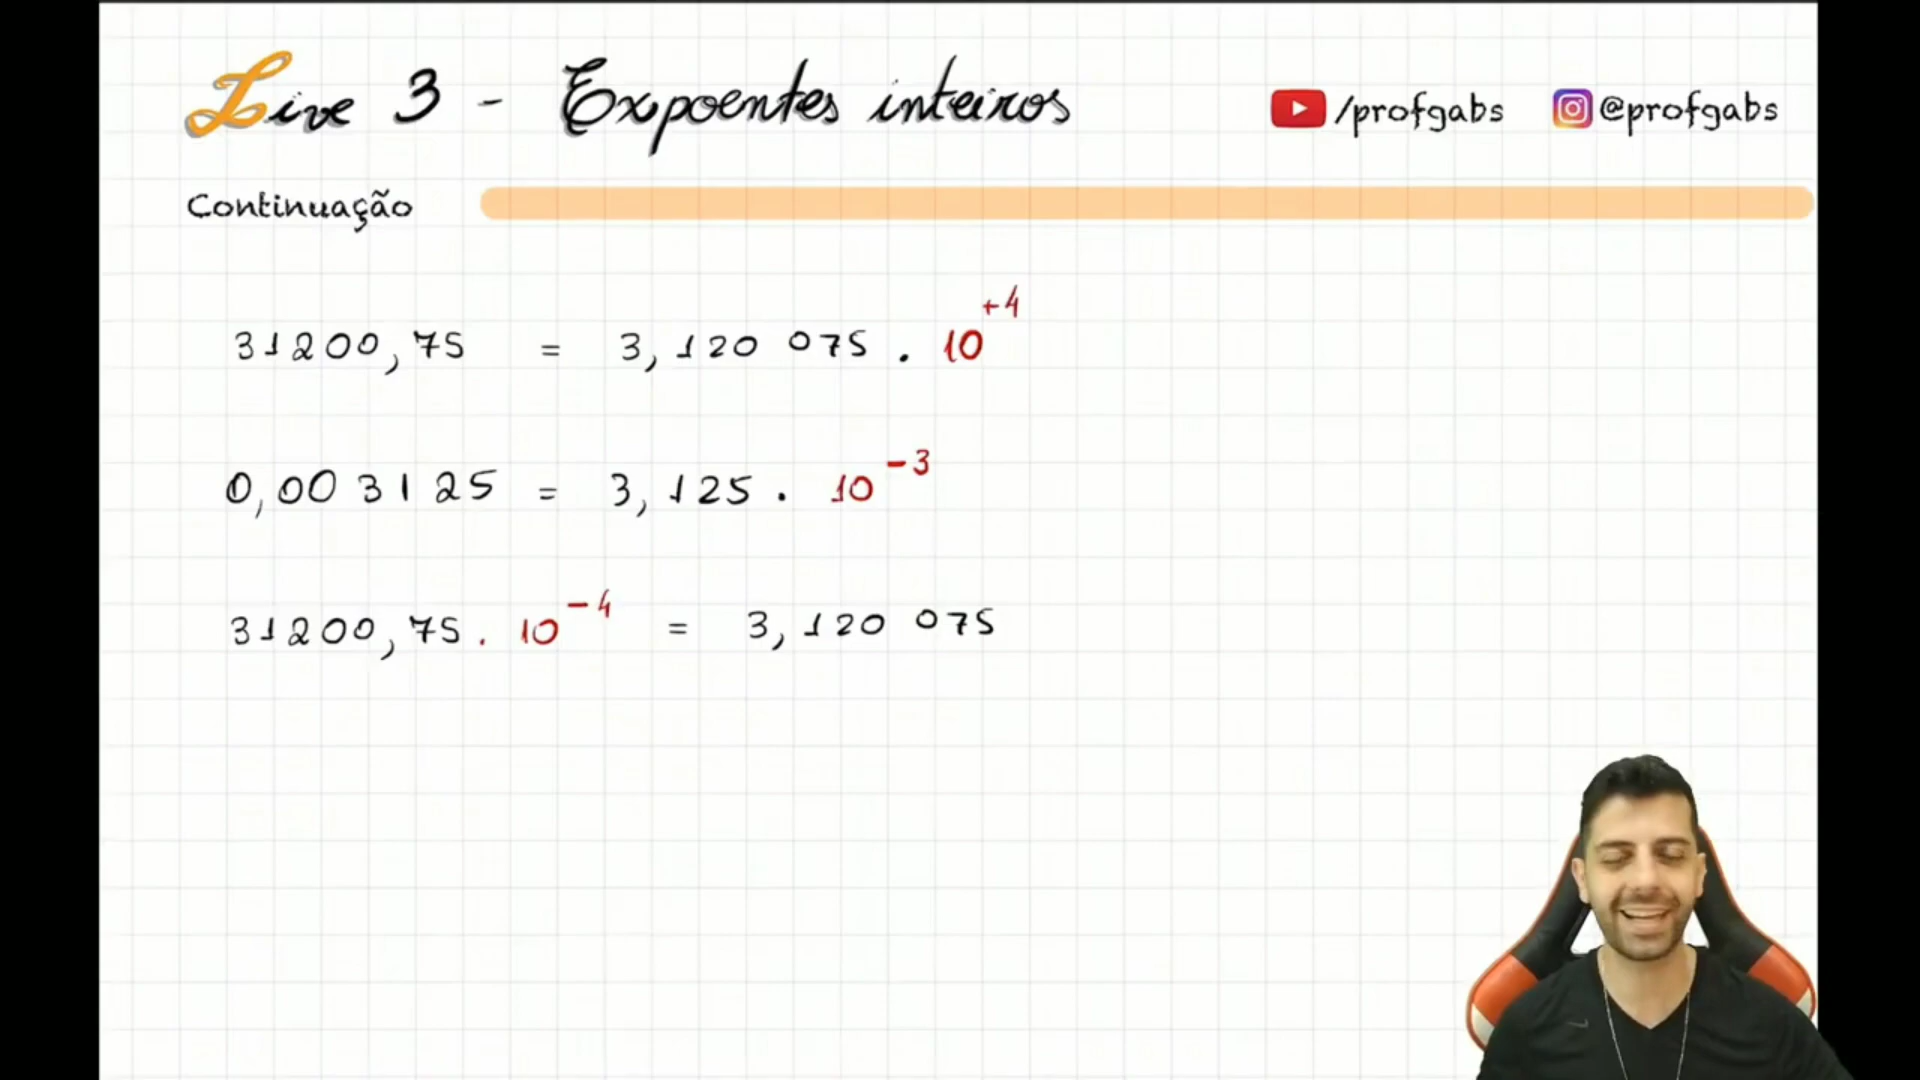 Live 3 - Expoentes inteiros
/profgabs @profgabs
Continuação
31200,75 = 3,120 075 . 10⁺⁴
0,003125 = 3,125 . 10⁻³
31200,75 . 10⁻⁴ = 3,120 075